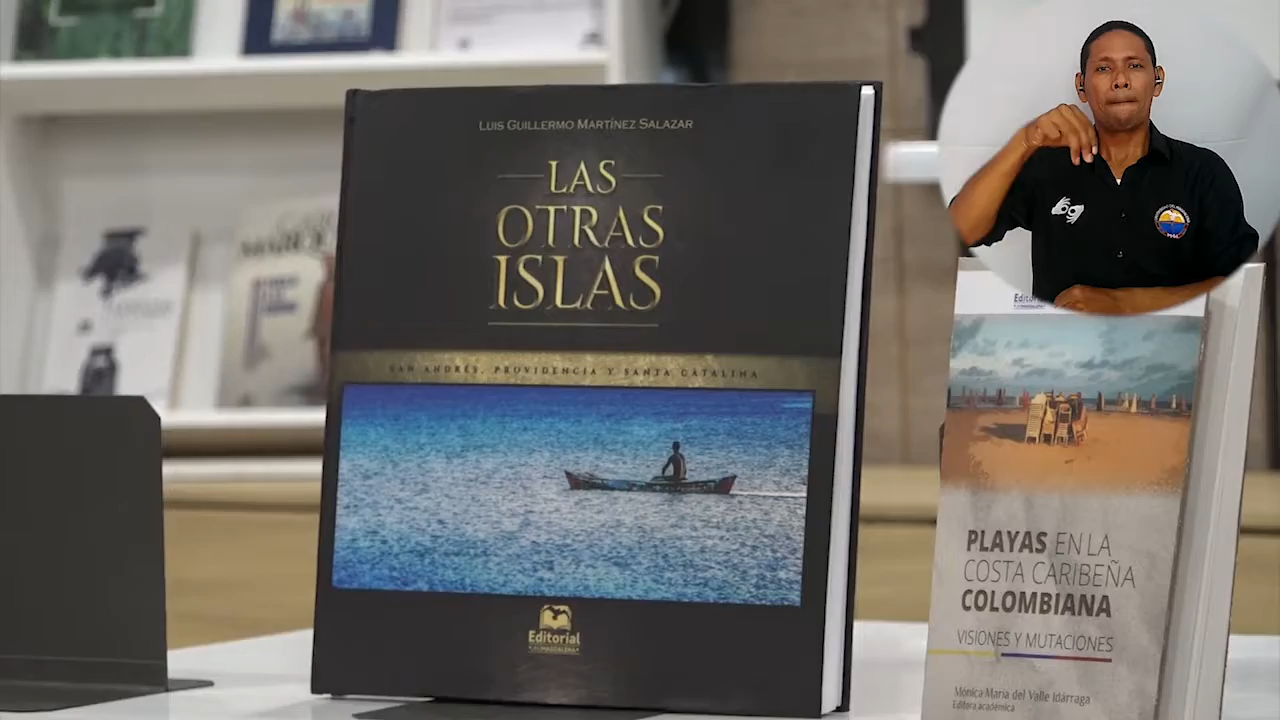 LUIS GUILLERMO MARTÍNEZ SALAZAR
LAS
OTRAS
ISLAS
SAN ANDRÉS, PROVIDENCIA Y SANTA CATALINA
Editorial
UNIMAGDALENA
PLAYAS EN LA
COSTA CARIBEÑA
COLOMBIANA
VISIONES Y MUTACIONES
Mónica María del Valle Idárraga
Editora académica